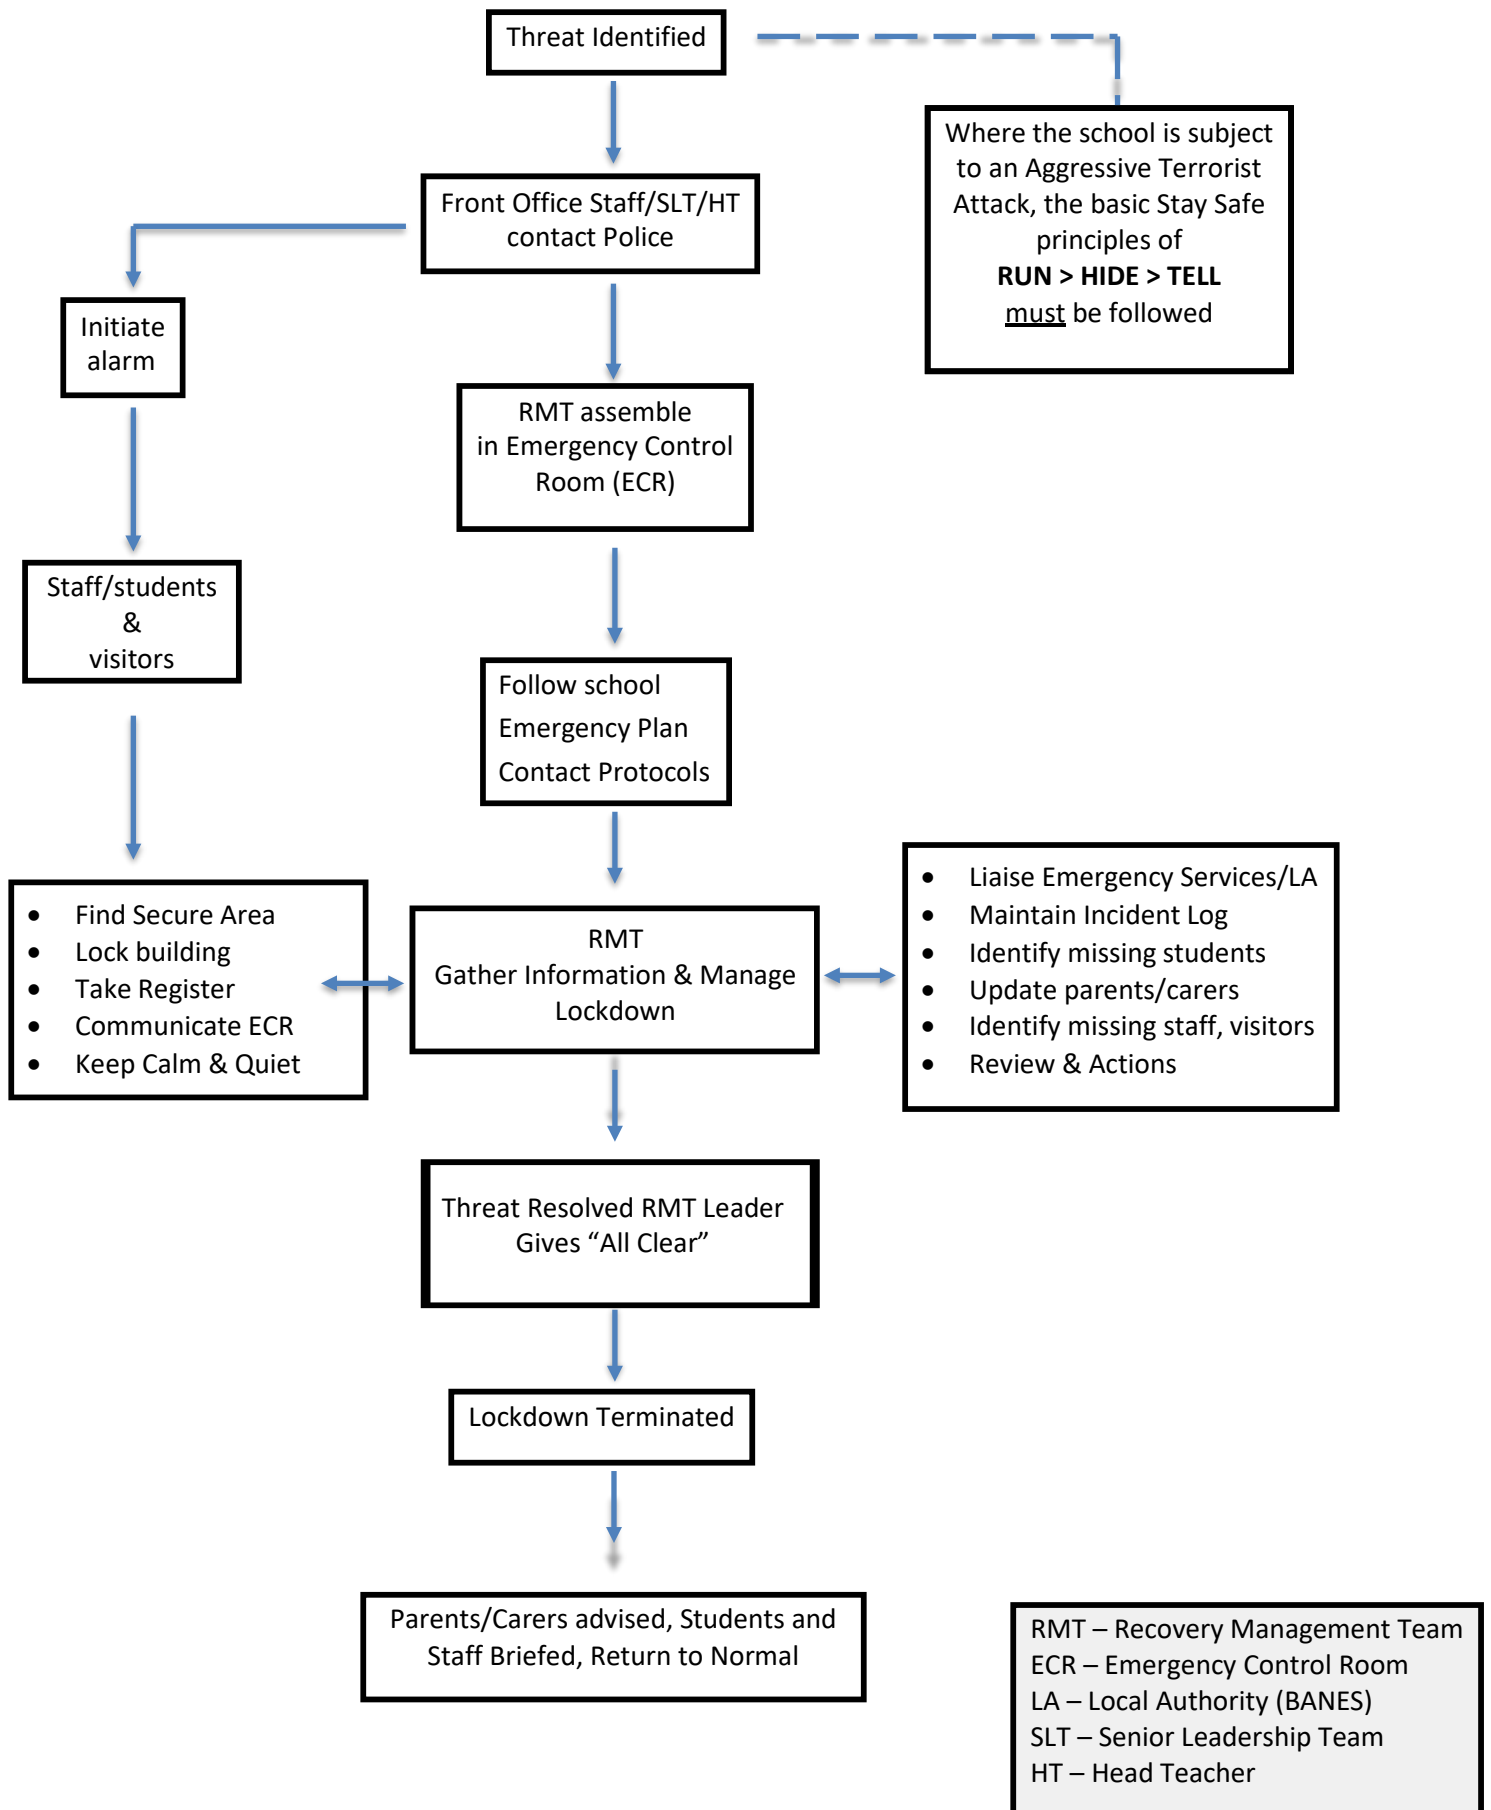 Threat Identified
Where the school is subject
to an Aggressive Terrorist
Attack, the basic Stay Safe
principles of
RUN > HIDE > TELL
must be followed
Front Office Staff/SLT/HT
contact Police
Initiate
alarm
RMT assemble
in Emergency Control
Room (ECR)
Staff/students
&
visitors
Follow school
Emergency Plan
Contact Protocols
• Find Secure Area
• Lock building
• Take Register
• Communicate ECR
• Keep Calm & Quiet
RMT
Gather Information & Manage
Lockdown
• Liaise Emergency Services/LA
• Maintain Incident Log
• Identify missing students
• Update parents/carers
• Identify missing staff, visitors
• Review & Actions
Threat Resolved RMT Leader
Gives “All Clear”
Lockdown Terminated
Parents/Carers advised, Students and
Staff Briefed, Return to Normal
RMT – Recovery Management Team
ECR – Emergency Control Room
LA – Local Authority (BANES)
SLT – Senior Leadership Team
HT – Head Teacher